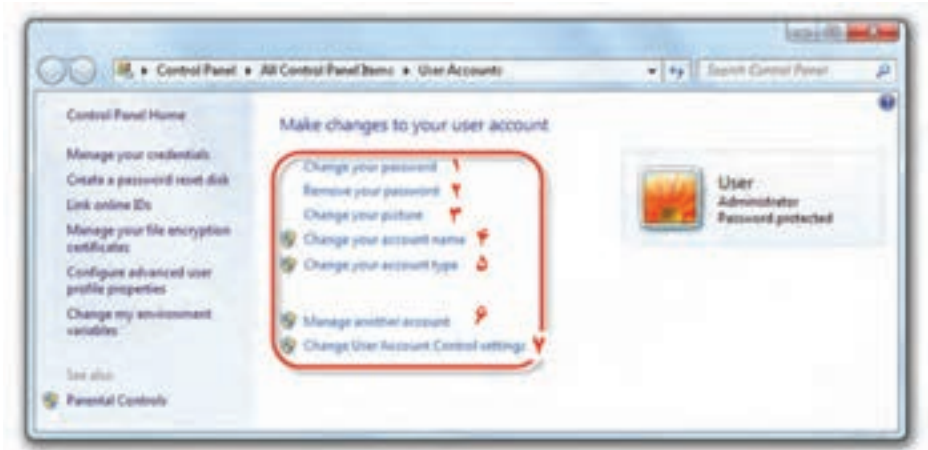 Control Panel ▸ All Control Panel Items ▸ User Accounts
Search Control Panel
Control Panel Home
Manage your credentials
Create a password reset disk
Link online IDs
Manage your file encryption
certificates
Configure advanced user
profile properties
Change my environment
variables
See also
Parental Controls
Make changes to your user account
Change your password ۱
Remove your password ۲
Change your picture ۳
Change your account name ۴
Change your account type ۵
Manage another account ۶
Change User Account Control settings ۷
User
Administrator
Password protected